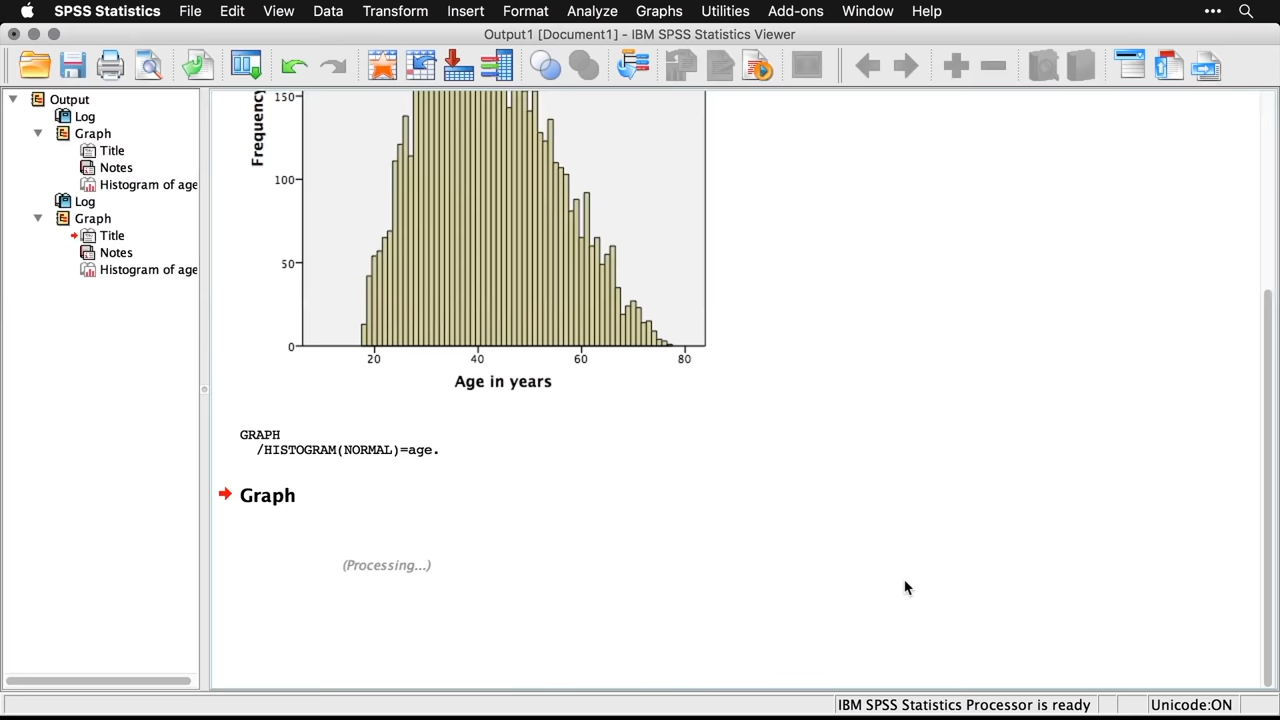 SPSS Statistics File Edit View Data Transform Insert Format Analyze Graphs Utilities Add-ons Window Help
Output1 [Document1] - IBM SPSS Statistics Viewer
Output
Log
Graph
Title
Notes
Histogram of age
Log
Graph
Title
Notes
Histogram of age
Frequency
150
100
50
0
20 40 60 80
Age in years
GRAPH
/HISTOGRAM(NORMAL)=age.
Graph
(Processing...)
IBM SPSS Statistics Processor is ready Unicode:ON